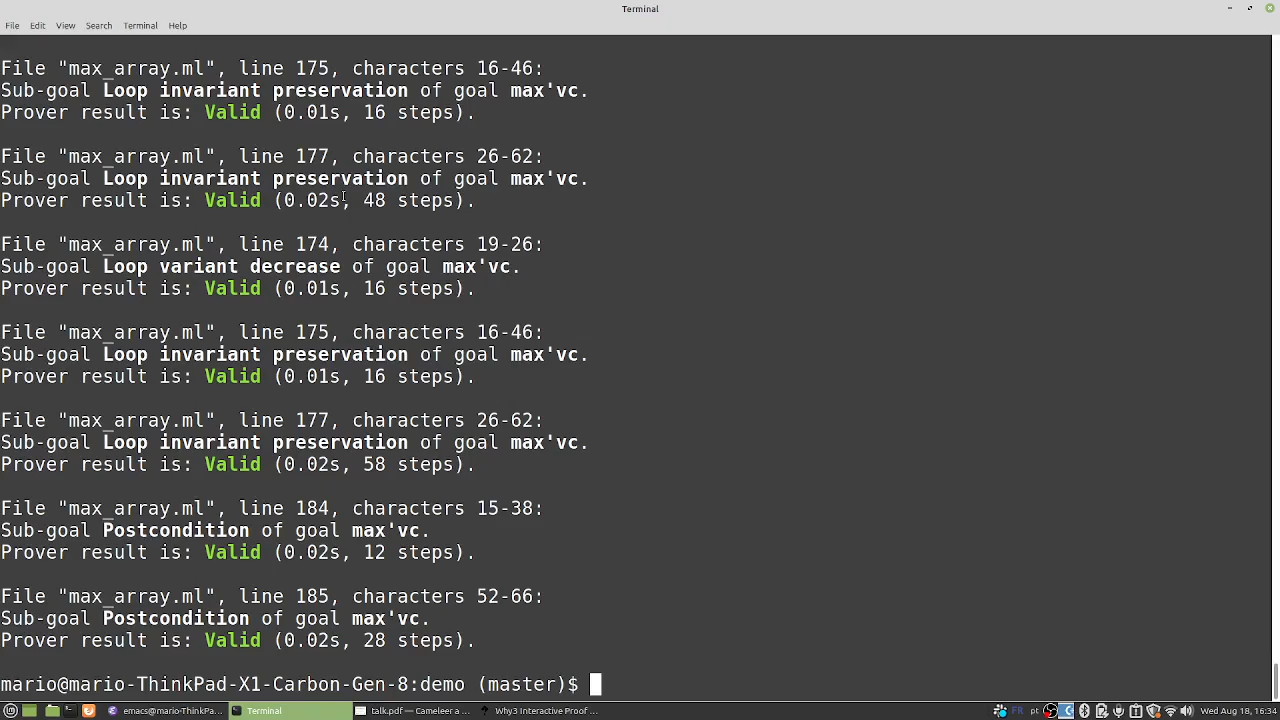 Terminal
File Edit View Search Terminal Help
File "max_array.ml", line 175, characters 16-46:
Sub-goal Loop invariant preservation of goal max'vc.
Prover result is: Valid (0.01s, 16 steps).
File "max_array.ml", line 177, characters 26-62:
Sub-goal Loop invariant preservation of goal max'vc.
Prover result is: Valid (0.02s, 48 steps).
File "max_array.ml", line 174, characters 19-26:
Sub-goal Loop variant decrease of goal max'vc.
Prover result is: Valid (0.01s, 16 steps).
File "max_array.ml", line 175, characters 16-46:
Sub-goal Loop invariant preservation of goal max'vc.
Prover result is: Valid (0.01s, 16 steps).
File "max_array.ml", line 177, characters 26-62:
Sub-goal Loop invariant preservation of goal max'vc.
Prover result is: Valid (0.02s, 58 steps).
File "max_array.ml", line 184, characters 15-38:
Sub-goal Postcondition of goal max'vc.
Prover result is: Valid (0.02s, 12 steps).
File "max_array.ml", line 185, characters 52-66:
Sub-goal Postcondition of goal max'vc.
Prover result is: Valid (0.02s, 28 steps).
mario@mario-ThinkPad-X1-Carbon-Gen-8:demo (master)$
emacs@mario-ThinkPa... Terminal talk.pdf — Cameleer a ... Why3 Interactive Proof ... pt FR Wed Aug 18, 16:34